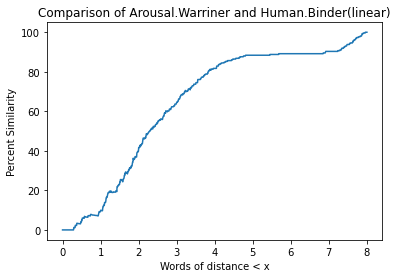 Comparison of Arousal.Warriner and Human.Binder(linear)
100
80
60
40
20
0
Percent Similarity
0 1 2 3 4 5 6 7 8
Words of distance < x